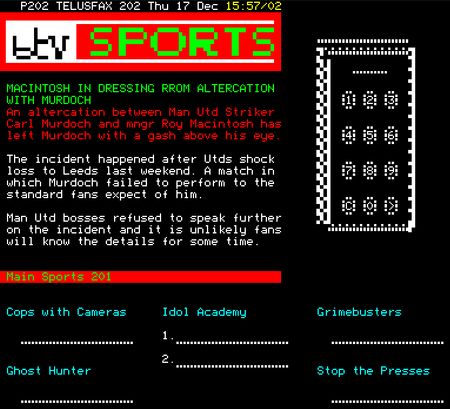 P202 TELUSFAX 202 Thu 17 Dec 15:57/02
ttv SPORTS
MACINTOSH IN DRESSING RROM ALTERCATION
WITH MURDOCH
An altercation between Man Utd Striker
Carl Murdoch and mngr Roy Macintosh has
left Murdoch with a gash above his eye.
The incident happened after Utds shock
loss to Leeds last weekend. A match in
which Murdoch failed to perform to the
standard fans expect of him.
Man Utd bosses refused to speak further
on the incident and it is unlikely fans
will know the details for some time.
Main Sports 201
1 2 3
4 5 6
7 8 9
C 0 >
Cops with Cameras Idol Academy Grimebusters
1.
2.
Ghost Hunter Stop the Presses